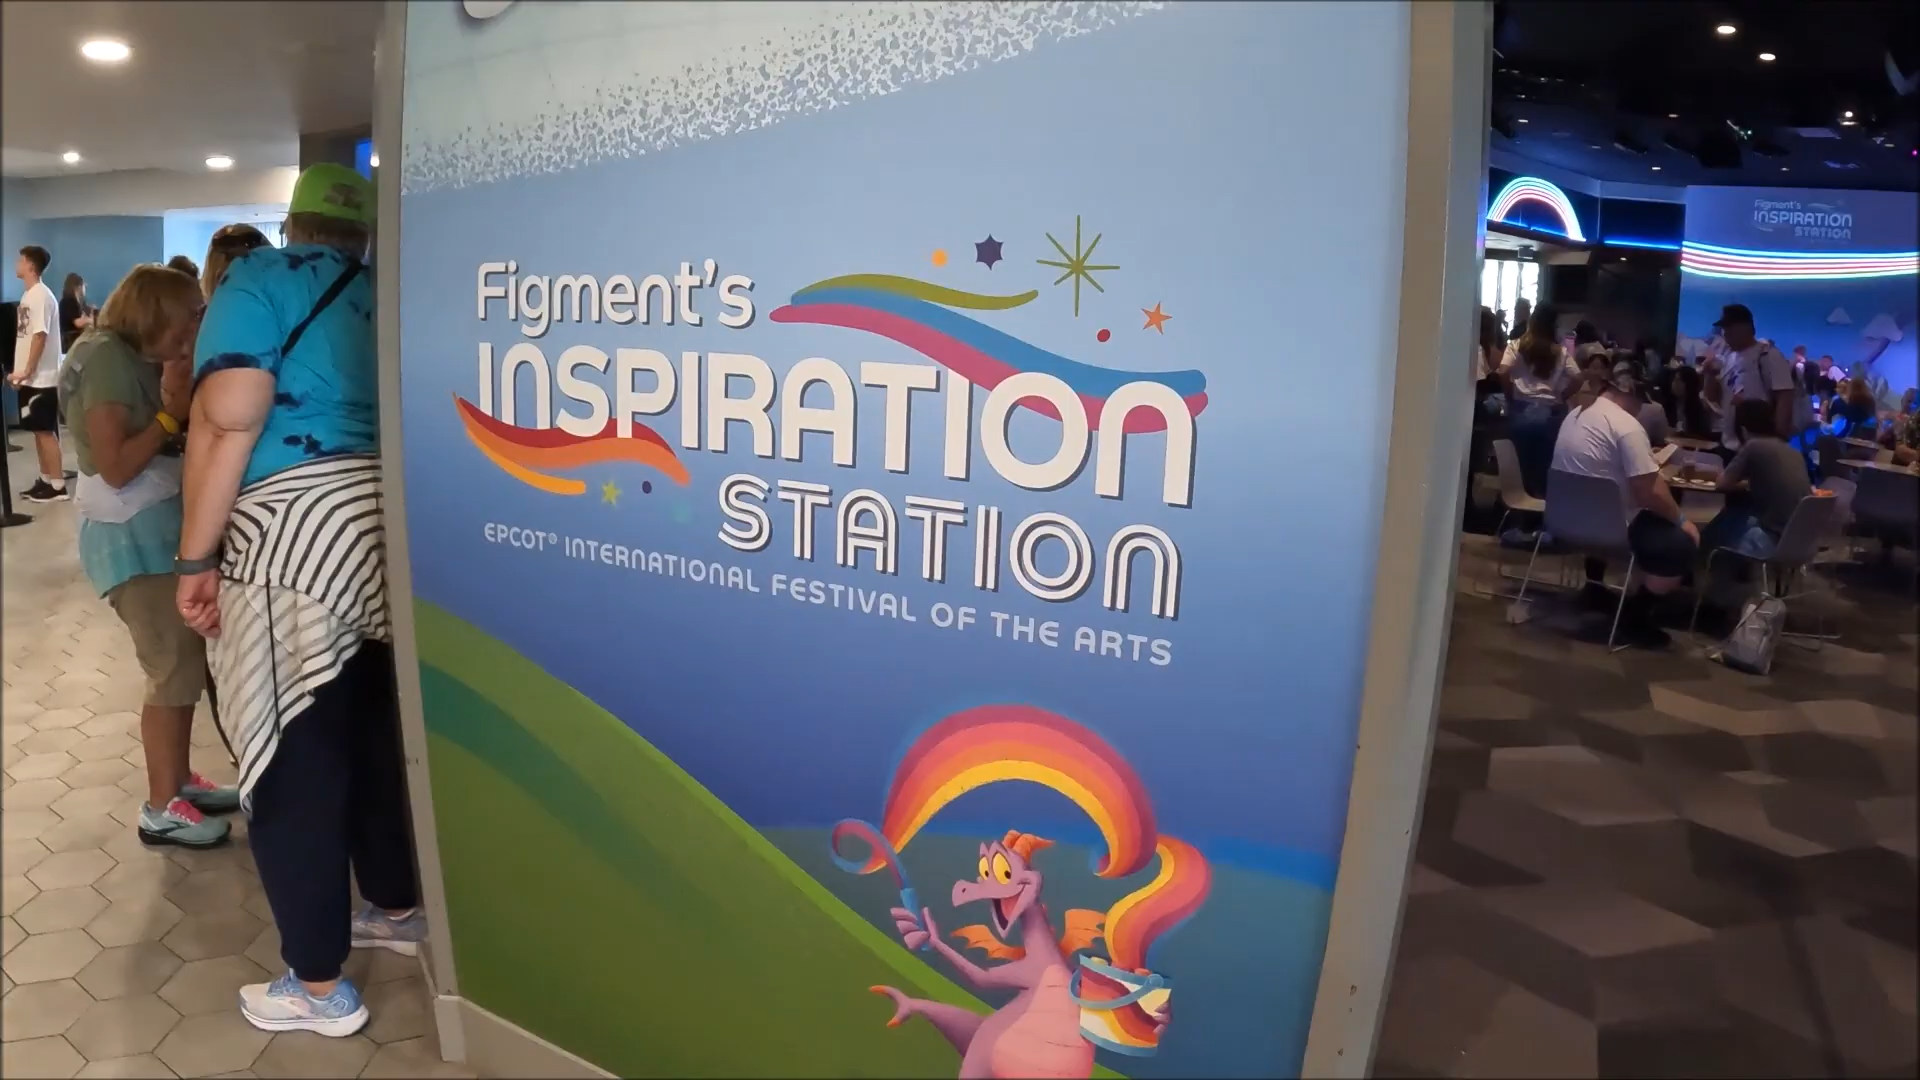 Figment's
INSPIRATION
STATION
EPCOT® INTERNATIONAL FESTIVAL OF THE ARTS
Figment's
INSPIRATION
STATION